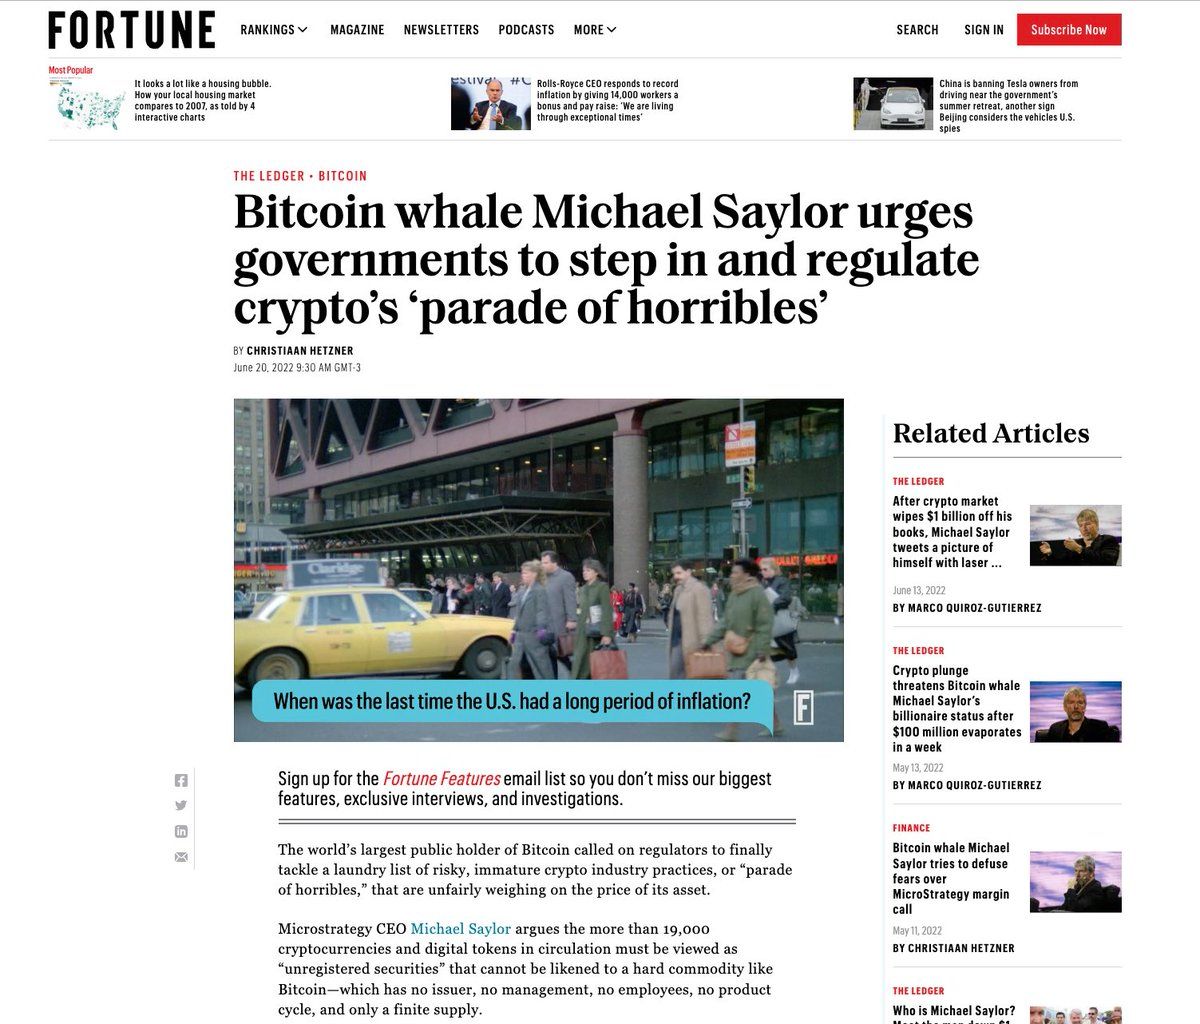 FORTUNE
RANKINGS
MAGAZINE
NEWSLETTERS
PODCASTS
MORE
SEARCH
SIGN IN
Subscribe Now
Most Popular
It looks a lot like a housing bubble.
How your local housing market
compares to 2007, as told by 4
interactive charts
Rolls-Royce CEO responds to record
inflation by giving 14,000 workers a
bonus and pay raise: ‘We are living
through exceptional times’
China is banning Tesla owners from
driving near the government’s
summer retreat, another sign
Beijing considers the vehicles U.S.
spies
THE LEDGER • BITCOIN
Bitcoin whale Michael Saylor urges
governments to step in and regulate
crypto’s ‘parade of horribles’
BY CHRISTIAAN HETZNER
June 20, 2022 9:30 AM GMT-3
Claridge
When was the last time the U.S. had a long period of inflation?
F
Sign up for the Fortune Features email list so you don’t miss our biggest
features, exclusive interviews, and investigations.
The world’s largest public holder of Bitcoin called on regulators to finally
tackle a laundry list of risky, immature crypto industry practices, or “parade
of horribles,” that are unfairly weighing on the price of its asset.
Microstrategy CEO Michael Saylor argues the more than 19,000
cryptocurrencies and digital tokens in circulation must be viewed as
“unregistered securities” that cannot be likened to a hard commodity like
Bitcoin—which has no issuer, no management, no employees, no product
cycle, and only a finite supply.
Related Articles
THE LEDGER
After crypto market
wipes $1 billion off his
books, Michael Saylor
tweets a picture of
himself with laser ...
June 13, 2022
BY MARCO QUIROZ-GUTIERREZ
THE LEDGER
Crypto plunge
threatens Bitcoin whale
Michael Saylor’s
billionaire status after
$100 million evaporates
in a week
May 13, 2022
BY MARCO QUIROZ-GUTIERREZ
FINANCE
Bitcoin whale Michael
Saylor tries to defuse
fears over
MicroStrategy margin
call
May 11, 2022
BY CHRISTIAAN HETZNER
THE LEDGER
Who is Michael Saylor?
Meet the man down $1